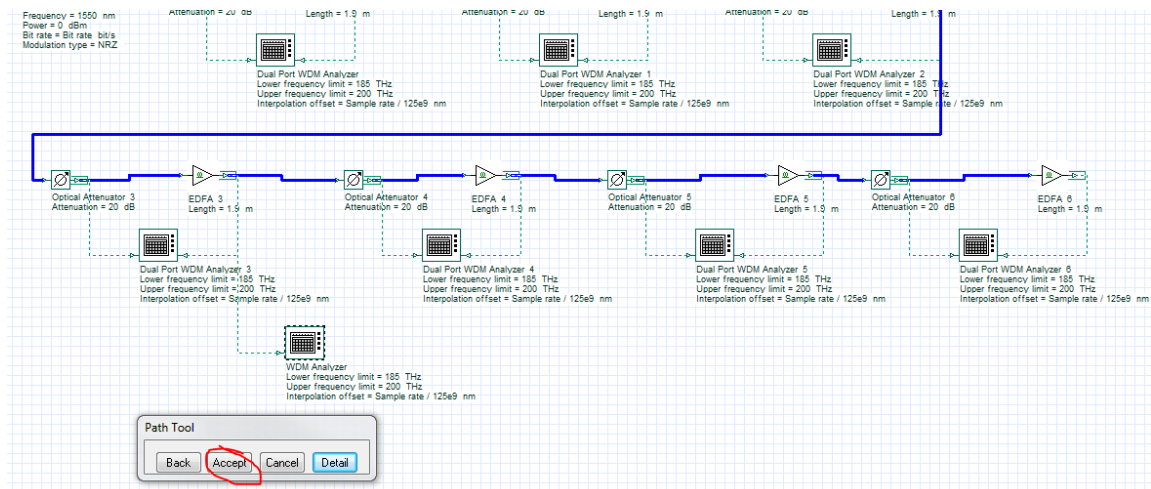 Frequency = 1550 nm
Power = 0 dBm
Bit rate = Bit rate bit/s
Modulation type = NRZ
Attenuation = 20 dB
Length = 1.9 m
Attenuation = 20 dB
Length = 1.9 m
Attenuation = 20 dB
Length = 1.9 m
Dual Port WDM Analyzer
Lower frequency limit = 185 THz
Upper frequency limit = 200 THz
Interpolation offset = Sample rate / 125e9 nm
Dual Port WDM Analyzer 1
Lower frequency limit = 185 THz
Upper frequency limit = 200 THz
Interpolation offset = Sample rate / 125e9 nm
Dual Port WDM Analyzer 2
Lower frequency limit = 185 THz
Upper frequency limit = 200 THz
Interpolation offset = Sample rate / 125e9 nm
Optical Attenuator 3
Attenuation = 20 dB
EDFA 3
Length = 1.9 m
Optical Attenuator 4
Attenuation = 20 dB
EDFA 4
Length = 1.9 m
Optical Attenuator 5
Attenuation = 20 dB
EDFA 5
Length = 1.9 m
Optical Attenuator 6
Attenuation = 20 dB
EDFA 6
Length = 1.9 m
Dual Port WDM Analyzer 3
Lower frequency limit = 185 THz
Upper frequency limit = 200 THz
Interpolation offset = Sample rate / 125e9 nm
Dual Port WDM Analyzer 4
Lower frequency limit = 185 THz
Upper frequency limit = 200 THz
Interpolation offset = Sample rate / 125e9 nm
Dual Port WDM Analyzer 5
Lower frequency limit = 185 THz
Upper frequency limit = 200 THz
Interpolation offset = Sample rate / 125e9 nm
Dual Port WDM Analyzer 6
Lower frequency limit = 185 THz
Upper frequency limit = 200 THz
Interpolation offset = Sample rate / 125e9 nm
WDM Analyzer
Lower frequency limit = 185 THz
Upper frequency limit = 200 THz
Interpolation offset = Sample rate / 125e9 nm
Path Tool
Back Accept Cancel Detail